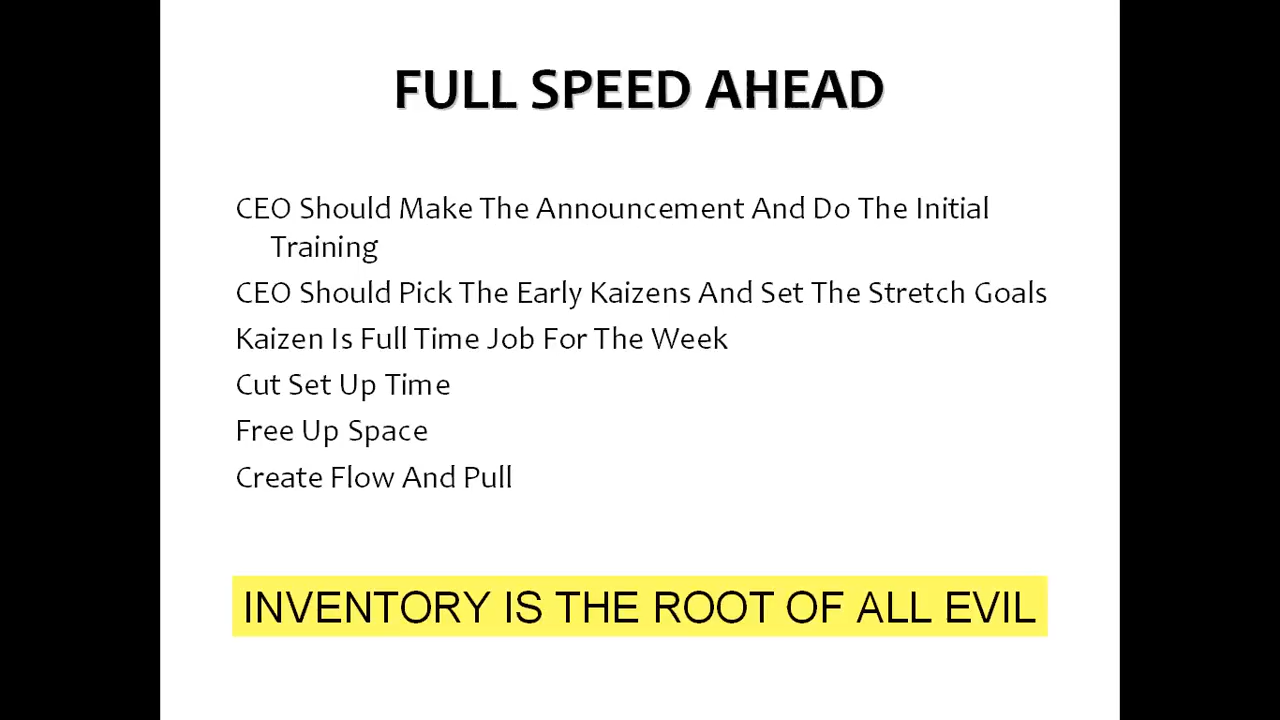 FULL SPEED AHEAD
CEO Should Make The Announcement And Do The Initial
Training
CEO Should Pick The Early Kaizens And Set The Stretch Goals
Kaizen Is Full Time Job For The Week
Cut Set Up Time
Free Up Space
Create Flow And Pull
INVENTORY IS THE ROOT OF ALL EVIL